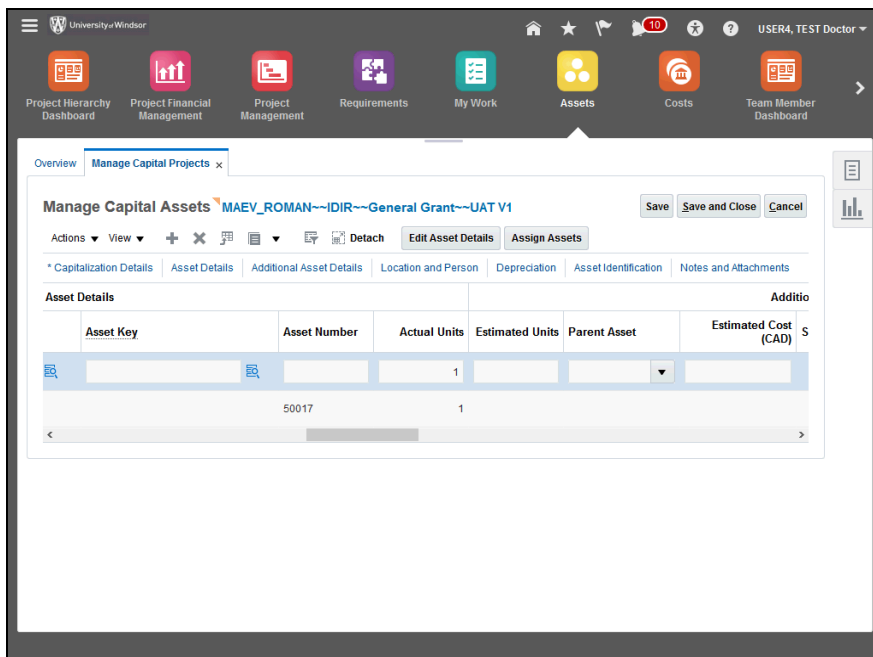 University of Windsor
10
?
USER4, TEST Doctor
Project Hierarchy Dashboard
Project Financial Management
Project Management
Requirements
My Work
Assets
Costs
Team Member Dashboard
Overview
Manage Capital Projects x
Manage Capital Assets MAEV_ROMAN~~IDIR~~General Grant~~UAT V1
Save
Save and Close
Cancel
Actions
View
Detach
Edit Asset Details
Assign Assets
* Capitalization Details
Asset Details
Additional Asset Details
Location and Person
Depreciation
Asset Identification
Notes and Attachments
Asset Details
Additio
Asset Key
Asset Number
Actual Units
Estimated Units
Parent Asset
Estimated Cost (CAD)
S
1
50017
1